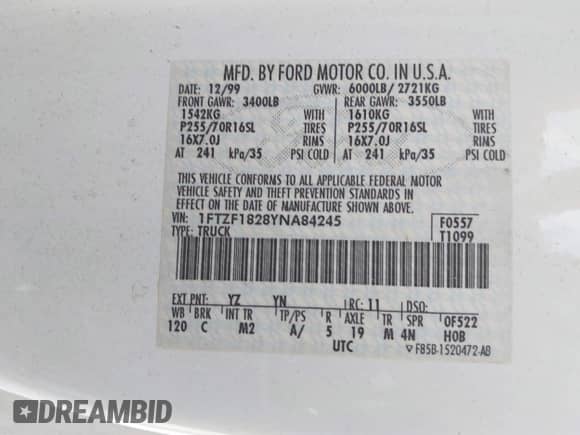 MFD. BY FORD MOTOR CO. IN U.S.A.
DATE: 12/99 GVWR: 6000LB/ 2721KG
FRONT GAWR: 3400LB REAR GAWR: 3550LB
1542KG WITH 1610KG WITH
P255/70R16SL TIRES P255/70R16SL TIRES
16X7.0J RIMS 16X7.0J RIMS
AT 241 kPa/35 PSI COLD AT 241 kPa/35 PSI COLD
THIS VEHICLE CONFORMS TO ALL APPLICABLE FEDERAL MOTOR
VEHICLE SAFETY AND THEFT PREVENTION STANDARDS IN
EFFECT ON THE DATE OF MANUFACTURE SHOWN ABOVE.
VIN: 1FTZF1828YNA84245 F0557
TYPE: TRUCK T1099
EXT PNT: YZ YN RC: 11 DSO:
WB BRK INT TR TP/PS R AXLE TR SPR 0F522
120 C M2 A/ 5 19 M 4N HOB
UTC ▽ F85B-1520472-AB
DREAMBID